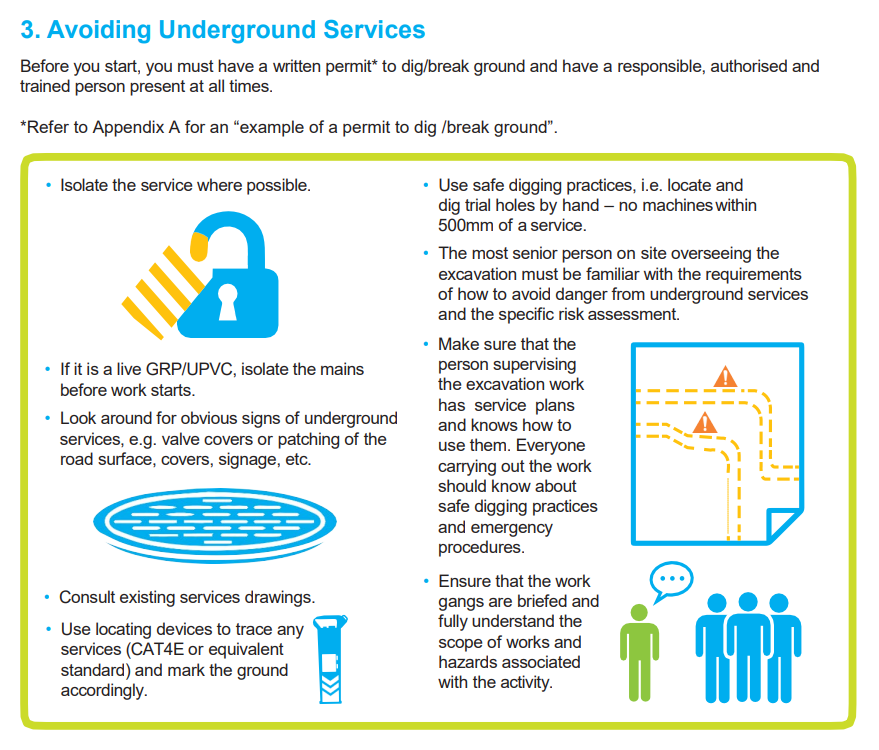 3. Avoiding Underground Services
Before you start, you must have a written permit* to dig/break ground and have a responsible, authorised and
trained person present at all times.
*Refer to Appendix A for an “example of a permit to dig /break ground”.
• Isolate the service where possible.
• If it is a live GRP/UPVC, isolate the mains
before work starts.
• Look around for obvious signs of underground
services, e.g. valve covers or patching of the
road surface, covers, signage, etc.
• Consult existing services drawings.
• Use locating devices to trace any
services (CAT4E or equivalent
standard) and mark the ground
accordingly.
• Use safe digging practices, i.e. locate and
dig trial holes by hand – no machines within
500mm of a service.
• The most senior person on site overseeing the
excavation must be familiar with the requirements
of how to avoid danger from underground services
and the specific risk assessment.
• Make sure that the
person supervising
the excavation work
has service plans
and knows how to
use them. Everyone
carrying out the work
should know about
safe digging practices
and emergency
procedures.
• Ensure that the work
gangs are briefed and
fully understand the
scope of works and
hazards associated
with the activity.